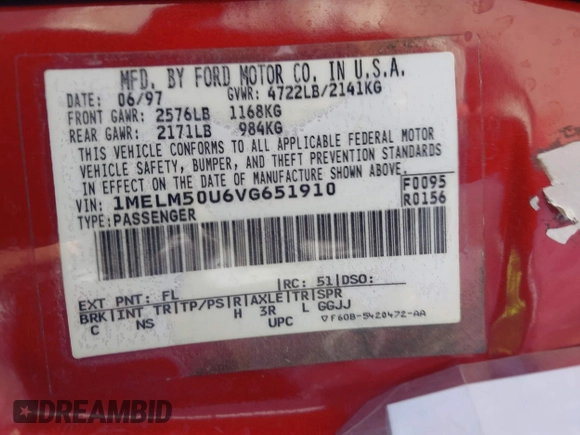 MFD. BY FORD MOTOR CO. IN U.S.A.
DATE: 06/97 GVWR: 4722LB/2141KG
FRONT GAWR: 2576LB 1168KG
REAR GAWR: 2171LB 984KG
THIS VEHICLE CONFORMS TO ALL APPLICABLE FEDERAL MOTOR
VEHICLE SAFETY, BUMPER, AND THEFT PREVENTION STANDARDS
IN EFFECT ON THE DATE OF MANUFACTURE SHOWN ABOVE.
VIN: 1MELM50U6VG651910 F0095
TYPE: PASSENGER R0156
EXT PNT: FL RC: 51 DSO:
BRK INT TR TP/PS R AXLE TR SPR
C NS H 3R L GGJJ
UPC ▽F60B-5420472-AA
DREAMBID